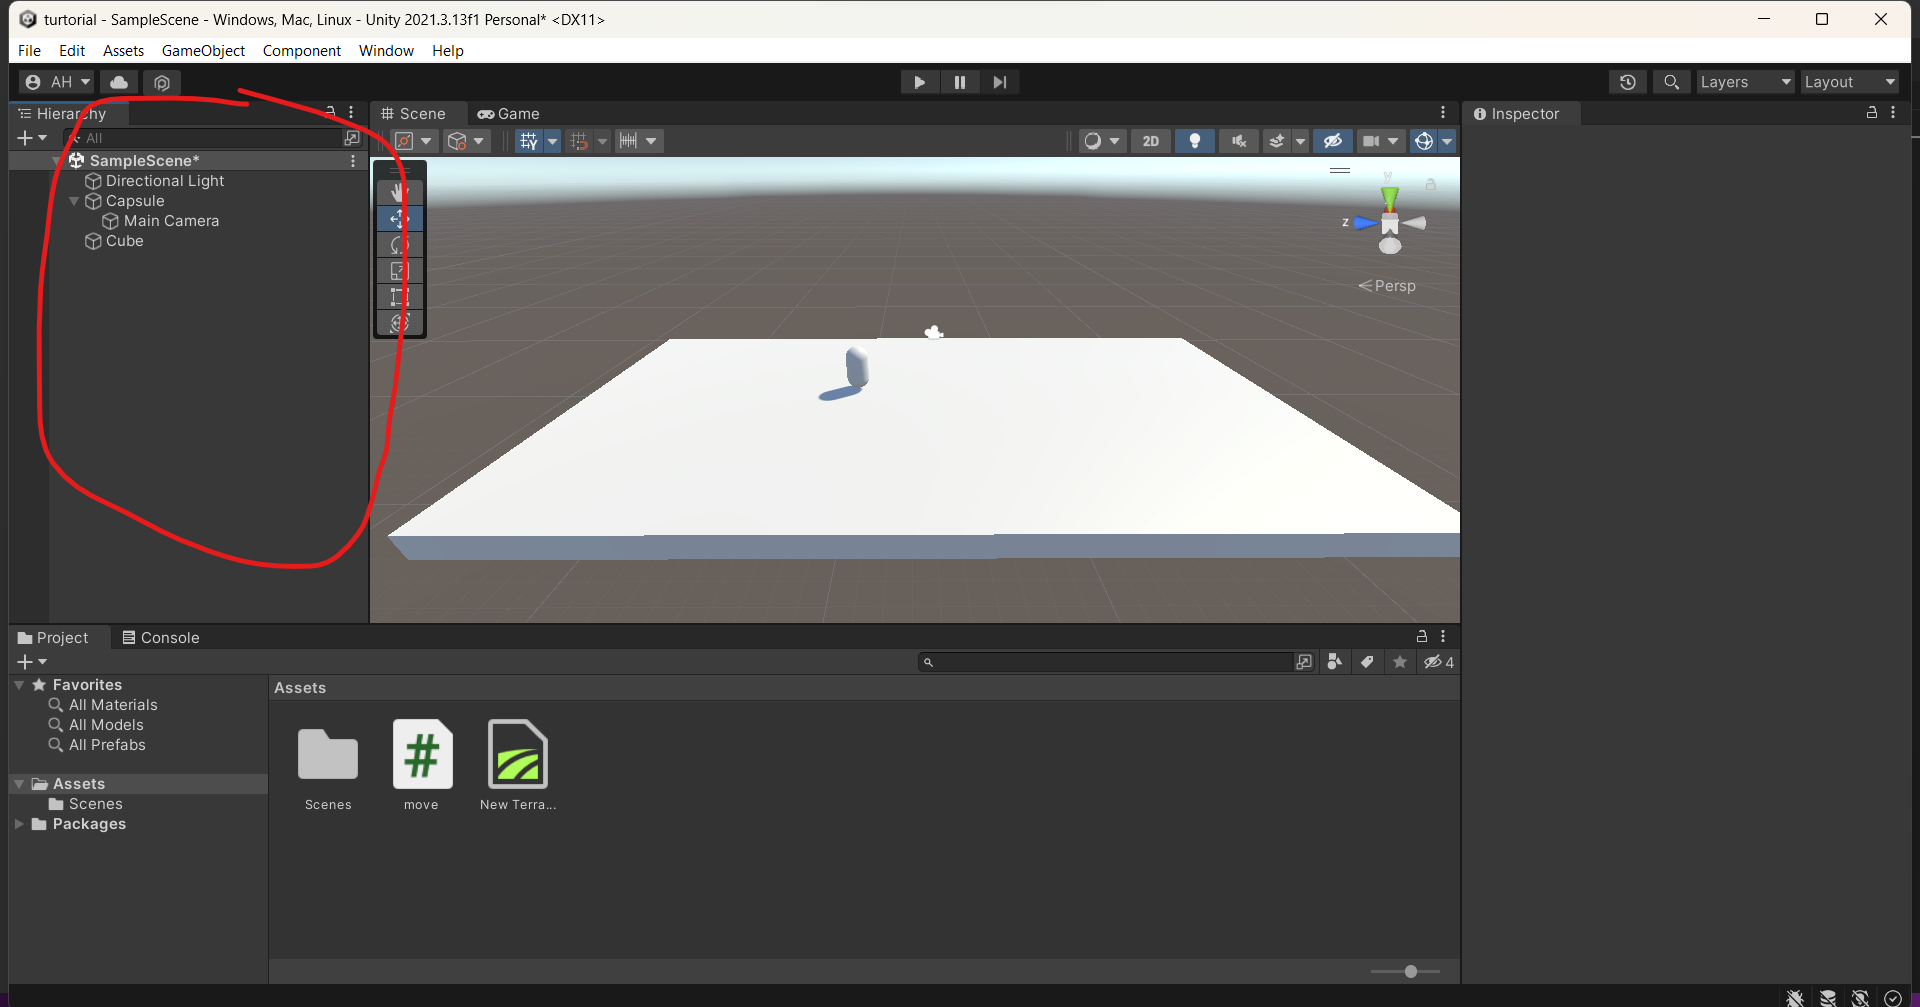 turtorial - SampleScene - Windows, Mac, Linux - Unity 2021.3.13f1 Personal* <DX11>
File Edit Assets GameObject Component Window Help
AH Layers Layout
Hierarchy
All
SampleScene*
Directional Light
Capsule
Main Camera
Cube
Scene Game
2D
y
z
Persp
Inspector
Project Console
4
Favorites
All Materials
All Models
All Prefabs
Assets
Scenes
Packages
Assets
Scenes move New Terra...